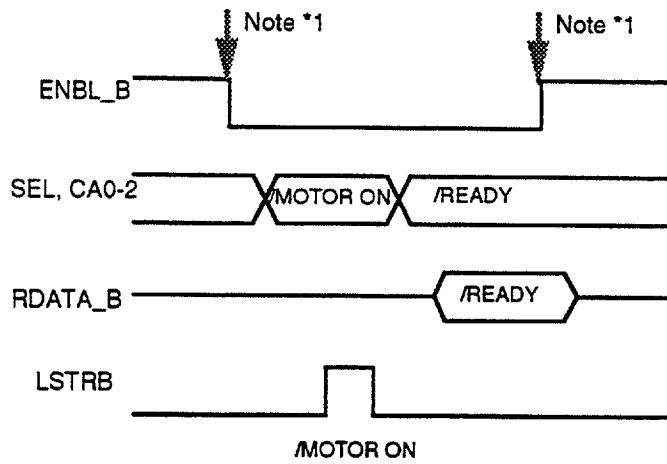 Note *1 Note *1
ENBL_B
SEL, CA0-2 /MOTOR ON /READY
RDATA_B /READY
LSTRB
/MOTOR ON